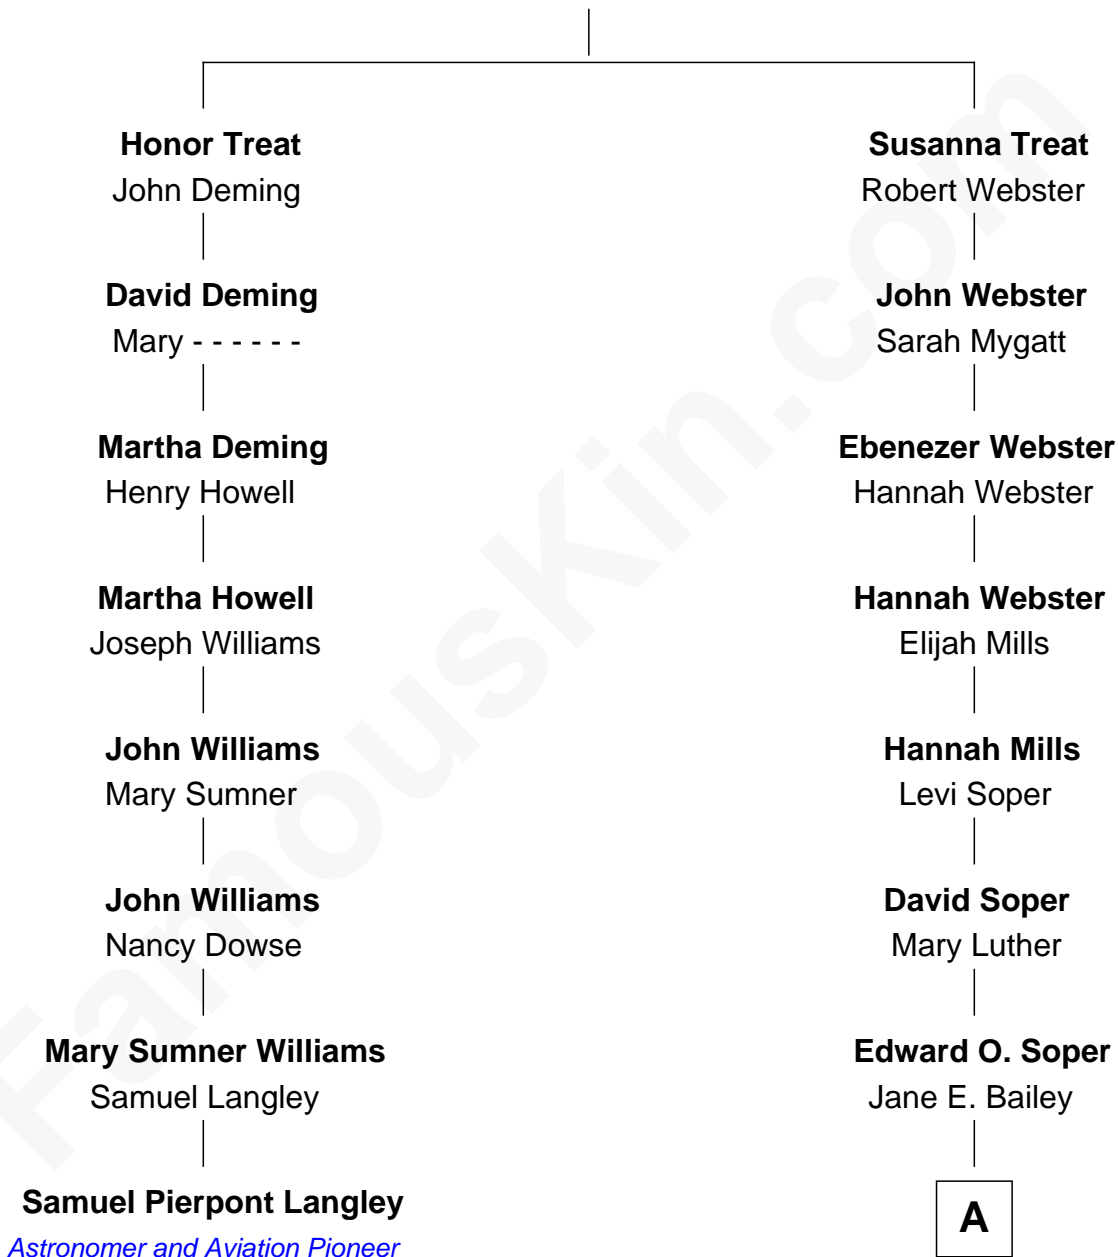 Honor Treat
John Deming
David Deming
Mary - - - - - -
Martha Deming
Henry Howell
Martha Howell
Joseph Williams
John Williams
Mary Sumner
John Williams
Nancy Dowse
Mary Sumner Williams
Samuel Langley
Samuel Pierpont Langley
Astronomer and Aviation Pioneer
Susanna Treat
Robert Webster
John Webster
Sarah Mygatt
Ebenezer Webster
Hannah Webster
Hannah Webster
Elijah Mills
Hannah Mills
Levi Soper
David Soper
Mary Luther
Edward O. Soper
Jane E. Bailey
A
FamousKin.com